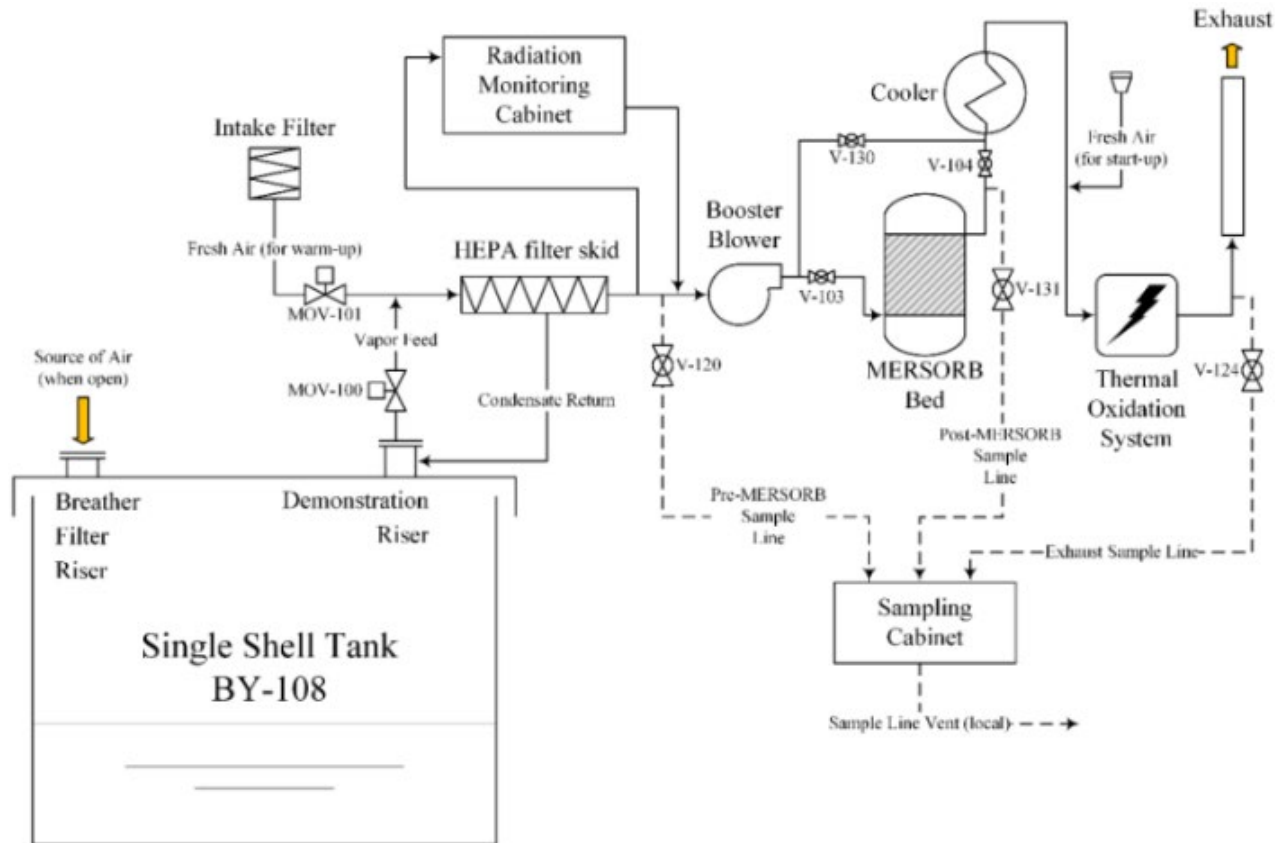 Exhaust
Radiation
Monitoring
Cabinet
Cooler
Intake Filter
Fresh Air
(for start-up)
V-130
V-104
Booster
Blower
Fresh Air (for warm-up)
HEPA filter skid
MOV-101
V-103
V-131
Vapor Feed
Source of Air
(when open)
MOV-100
V-120
Condensate Return
MERSORB
Bed
Thermal
Oxidation
System
V-124
Post-MERSORB
Sample
Line
Breather
Filter
Riser
Demonstration
Riser
Pre-MERSORB
Sample
Line
Exhaust Sample Line
Single Shell Tank
BY-108
Sampling
Cabinet
Sample Line Vent (local)